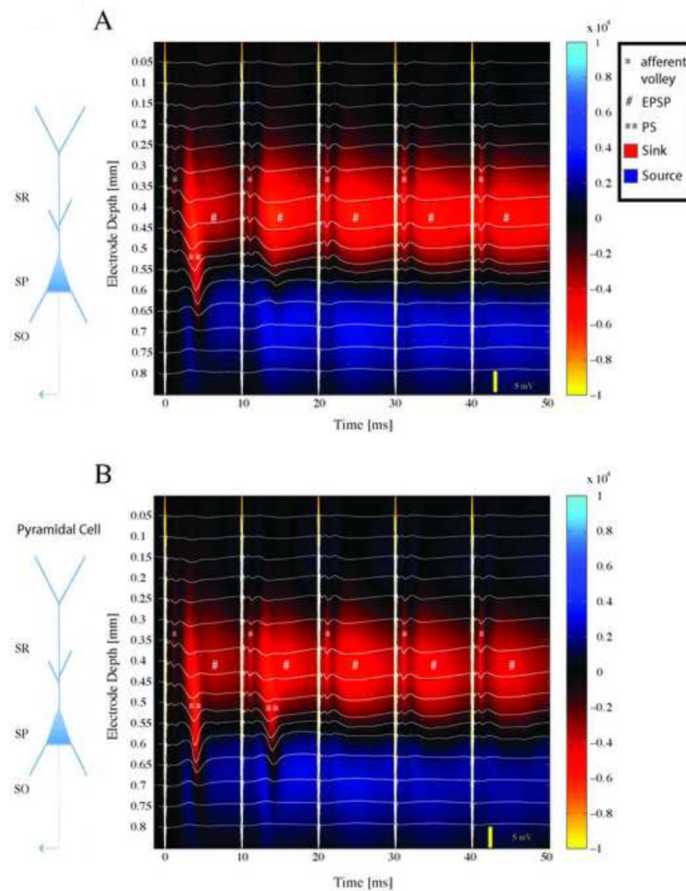 A
x 10⁴
* afferent
volley
# EPSP
** PS
Sink
Source
SR
SP
SO
Electrode Depth [mm]
0.05
0.1
0.15
0.2
0.25
0.3
0.35
0.4
0.45
0.5
0.55
0.6
0.65
0.7
0.75
0.8
* * * * *
# # # # #
**
5 mV
1
0.8
0.6
0.4
0.2
0
−0.2
−0.4
−0.6
−0.8
−1
0 10 20 30 40 50
Time [ms]
B
Pyramidal Cell
x 10⁴
SR
SP
SO
Electrode Depth [mm]
0.05
0.1
0.15
0.2
0.25
0.3
0.35
0.4
0.45
0.5
0.55
0.6
0.65
0.7
0.75
0.8
* * * * *
# # # # #
** **
5 mV
1
0.8
0.6
0.4
0.2
0
−0.2
−0.4
−0.6
−0.8
−1
0 10 20 30 40 50
Time [ms]